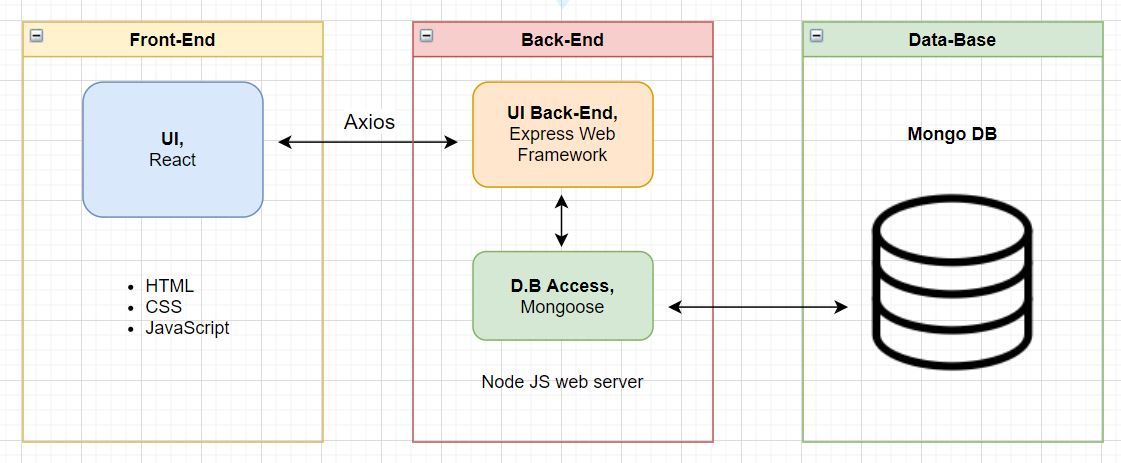 Front-End
Back-End
Data-Base
UI,
React
Axios
UI Back-End,
Express Web
Framework
Mongo DB
HTML
CSS
JavaScript
D.B Access,
Mongoose
Node JS web server